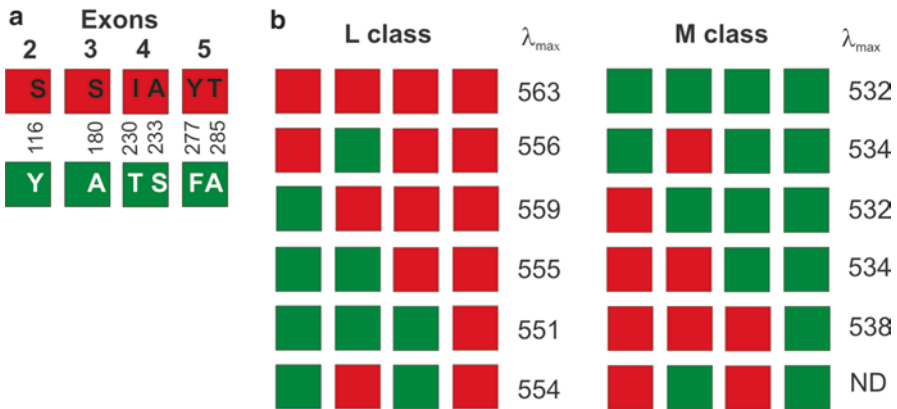 a
Exons
2 3 4 5
S S I A Y T
116 180 230 233 277 285
Y A T S F A
b
L class λmax
563
556
559
555
551
554
M class λmax
532
534
532
534
538
ND